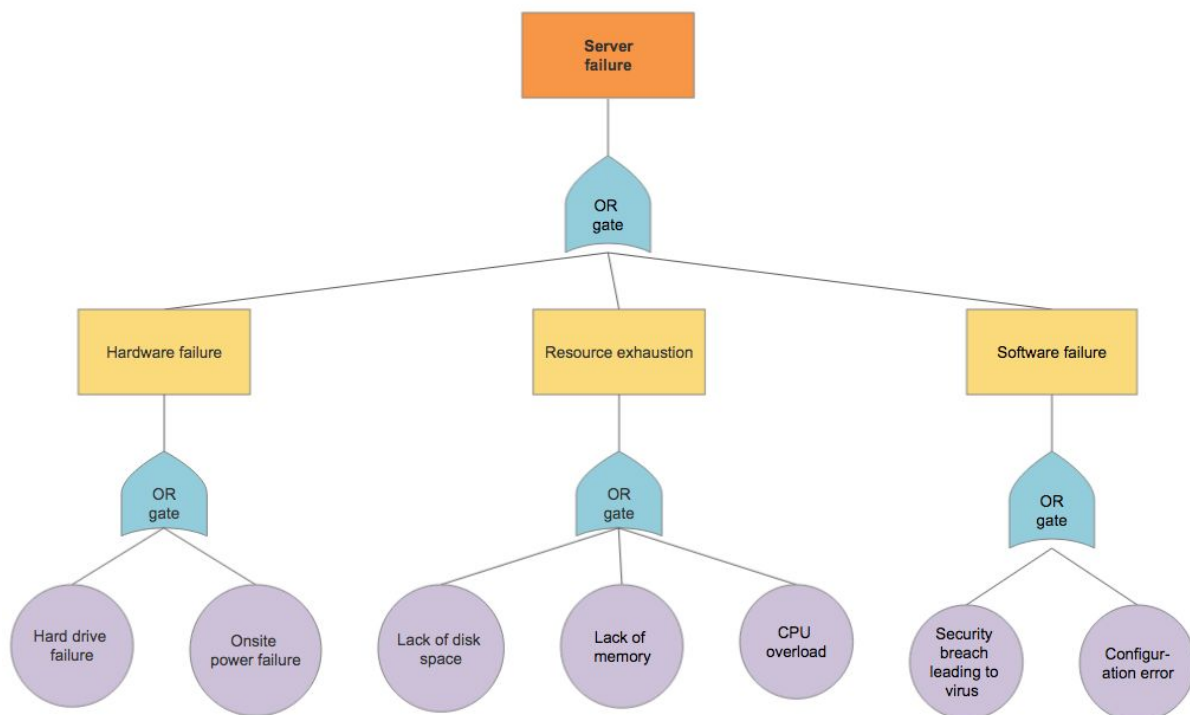 Server
failure
OR
gate
Hardware failure
Resource exhaustion
Software failure
OR
gate
OR
gate
OR
gate
Hard drive
failure
Onsite
power failure
Lack of disk
space
Lack of
memory
CPU
overload
Security
breach
leading to
virus
Configur-
ation error